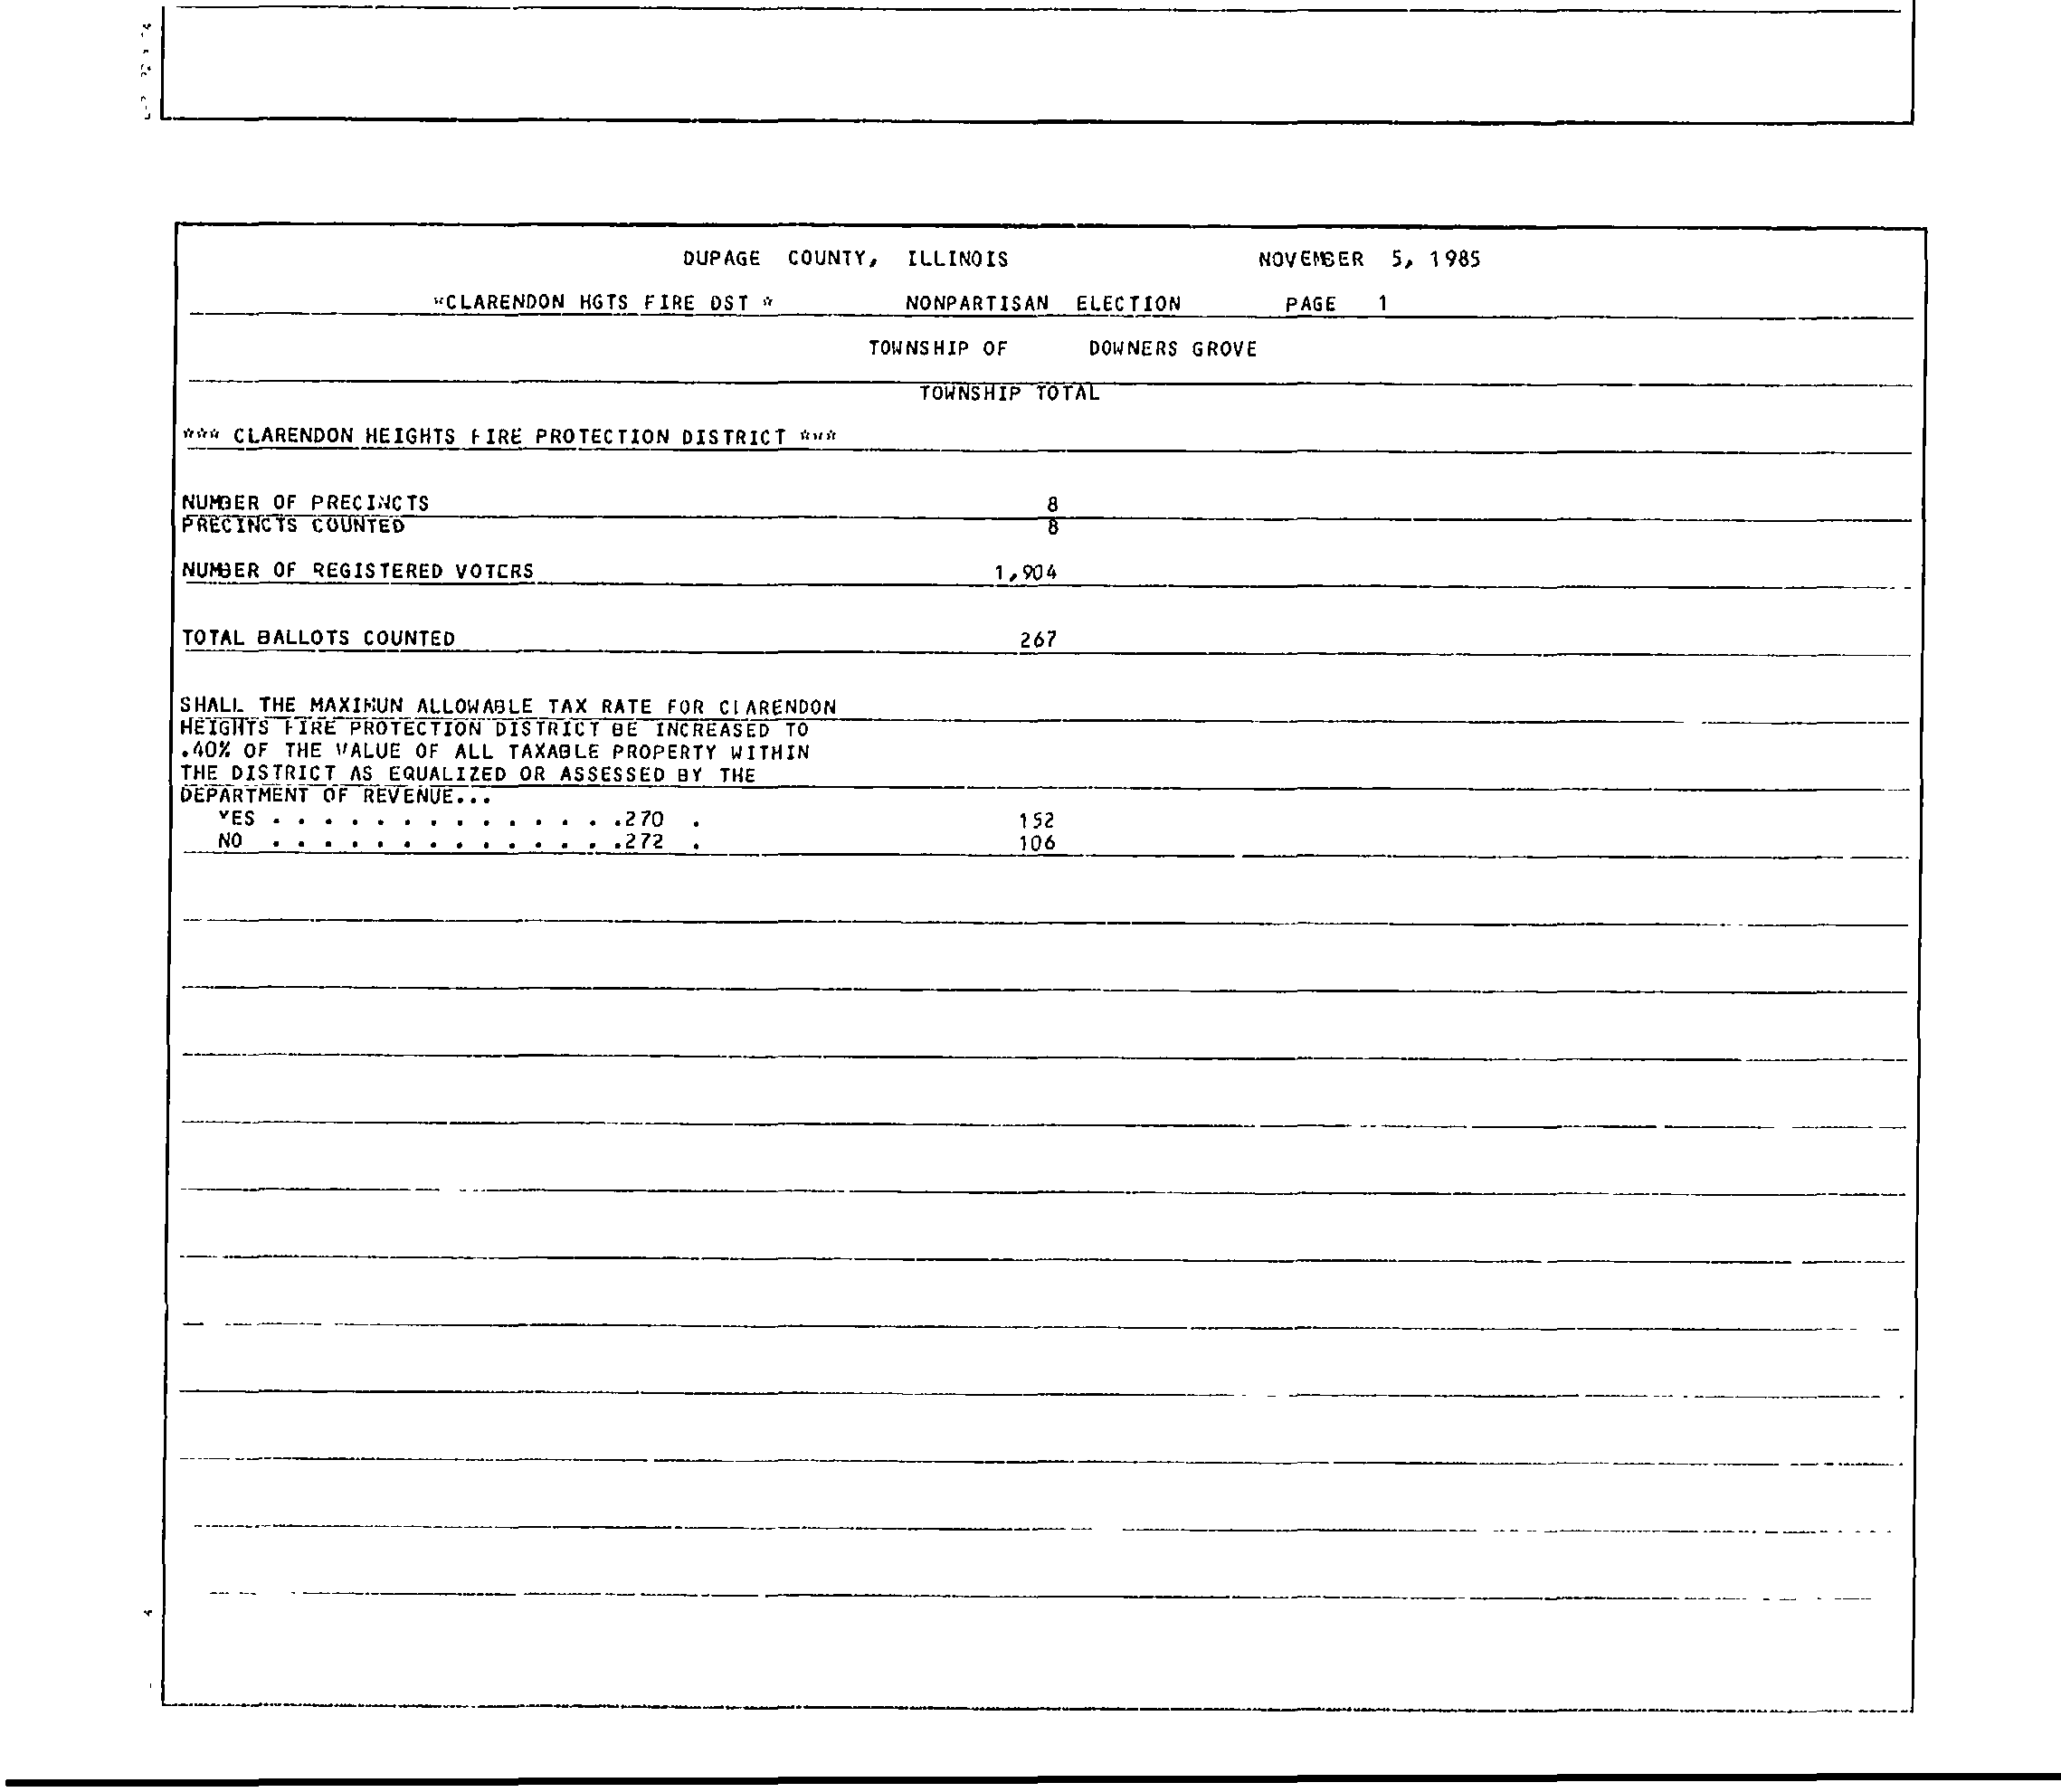 DUPAGE COUNTY, ILLINOIS NOVEMBER 5, 1985
*CLARENDON HGTS FIRE DST * NONPARTISAN ELECTION PAGE 1
TOWNSHIP OF DOWNERS GROVE
TOWNSHIP TOTAL
*** CLARENDON HEIGHTS FIRE PROTECTION DISTRICT ***
NUMBER OF PRECINCTS 8
PRECINCTS COUNTED 8
NUMBER OF REGISTERED VOTERS 1,904
TOTAL BALLOTS COUNTED 267
SHALL THE MAXIMUN ALLOWABLE TAX RATE FOR CLARENDON
HEIGHTS FIRE PROTECTION DISTRICT BE INCREASED TO
.40% OF THE VALUE OF ALL TAXABLE PROPERTY WITHIN
THE DISTRICT AS EQUALIZED OR ASSESSED BY THE
DEPARTMENT OF REVENUE...
YES . . . . . . . . . . . . . .270 . 152
NO . . . . . . . . . . . . . .272 . 106